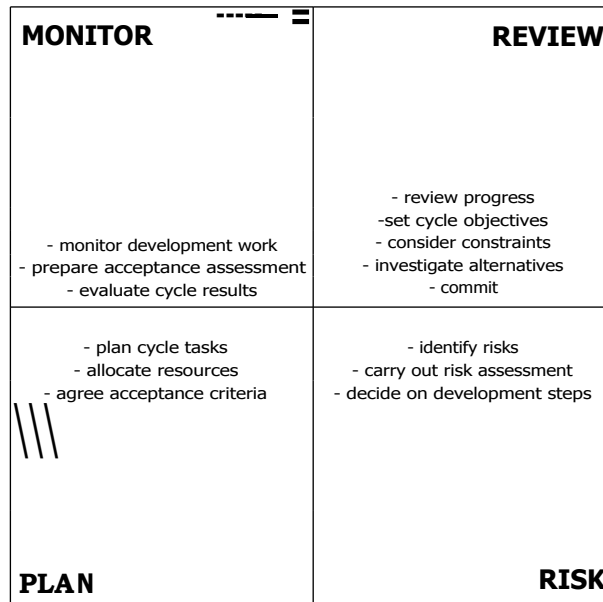 MONITOR
- monitor development work
- prepare acceptance assessment
- evaluate cycle results
REVIEW
- review progress
-set cycle objectives
- consider constraints
- investigate alternatives
- commit
- plan cycle tasks
- allocate resources
- agree acceptance criteria
PLAN
- identify risks
- carry out risk assessment
- decide on development steps
RISK